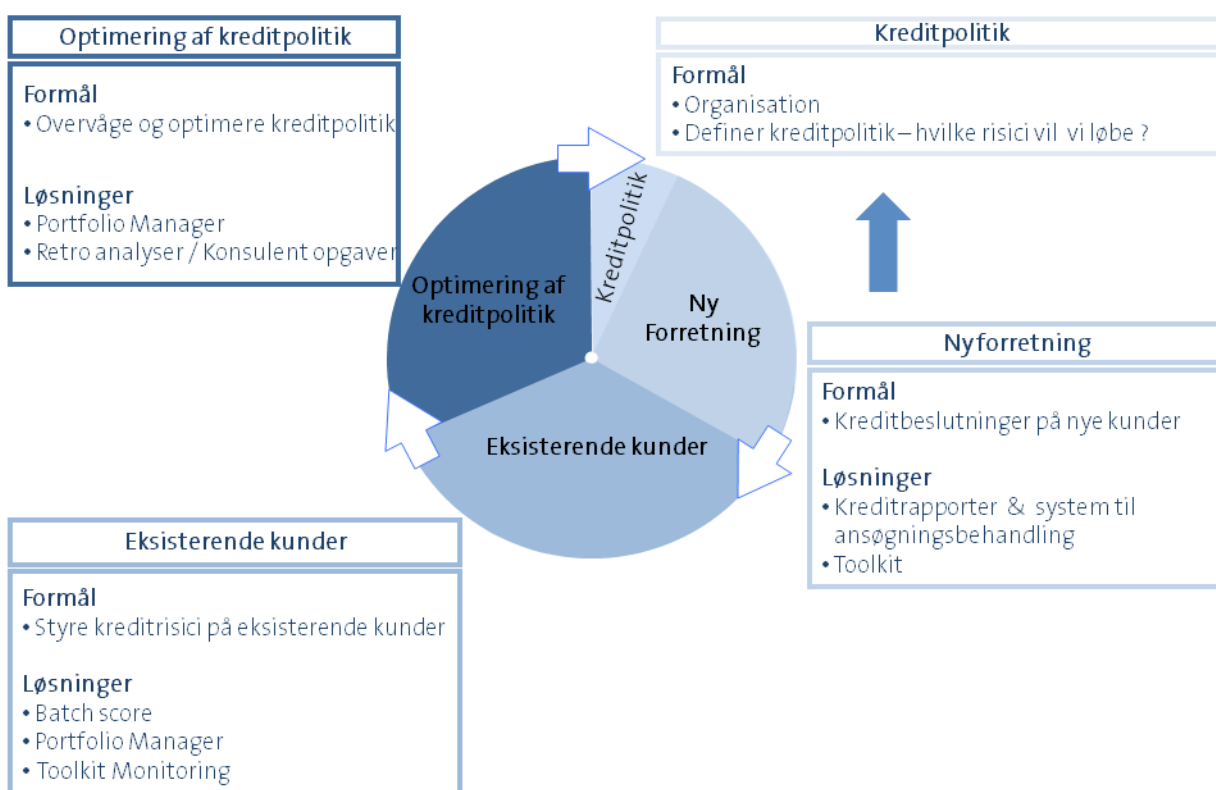 Optimering af kreditpolitik
Formål
• Overvåge og optimere kreditpolitik
Løsninger
• Portfolio Manager
• Retro analyser / Konsulent opgaver
Kreditpolitik
Formål
• Organisation
• Definer kreditpolitik – hvilke risici vil vi løbe ?
Kreditpolitik
Optimering af
kreditpolitik
Ny
Forretning
Eksisterende kunder
Ny forretning
Formål
• Kreditbeslutninger på nye kunder
Løsninger
• Kreditrapporter & system til
ansøgningsbehandling
• Toolkit
Eksisterende kunder
Formål
• Styre kreditrisici på eksisterende kunder
Løsninger
• Batch score
• Portfolio Manager
• Toolkit Monitoring